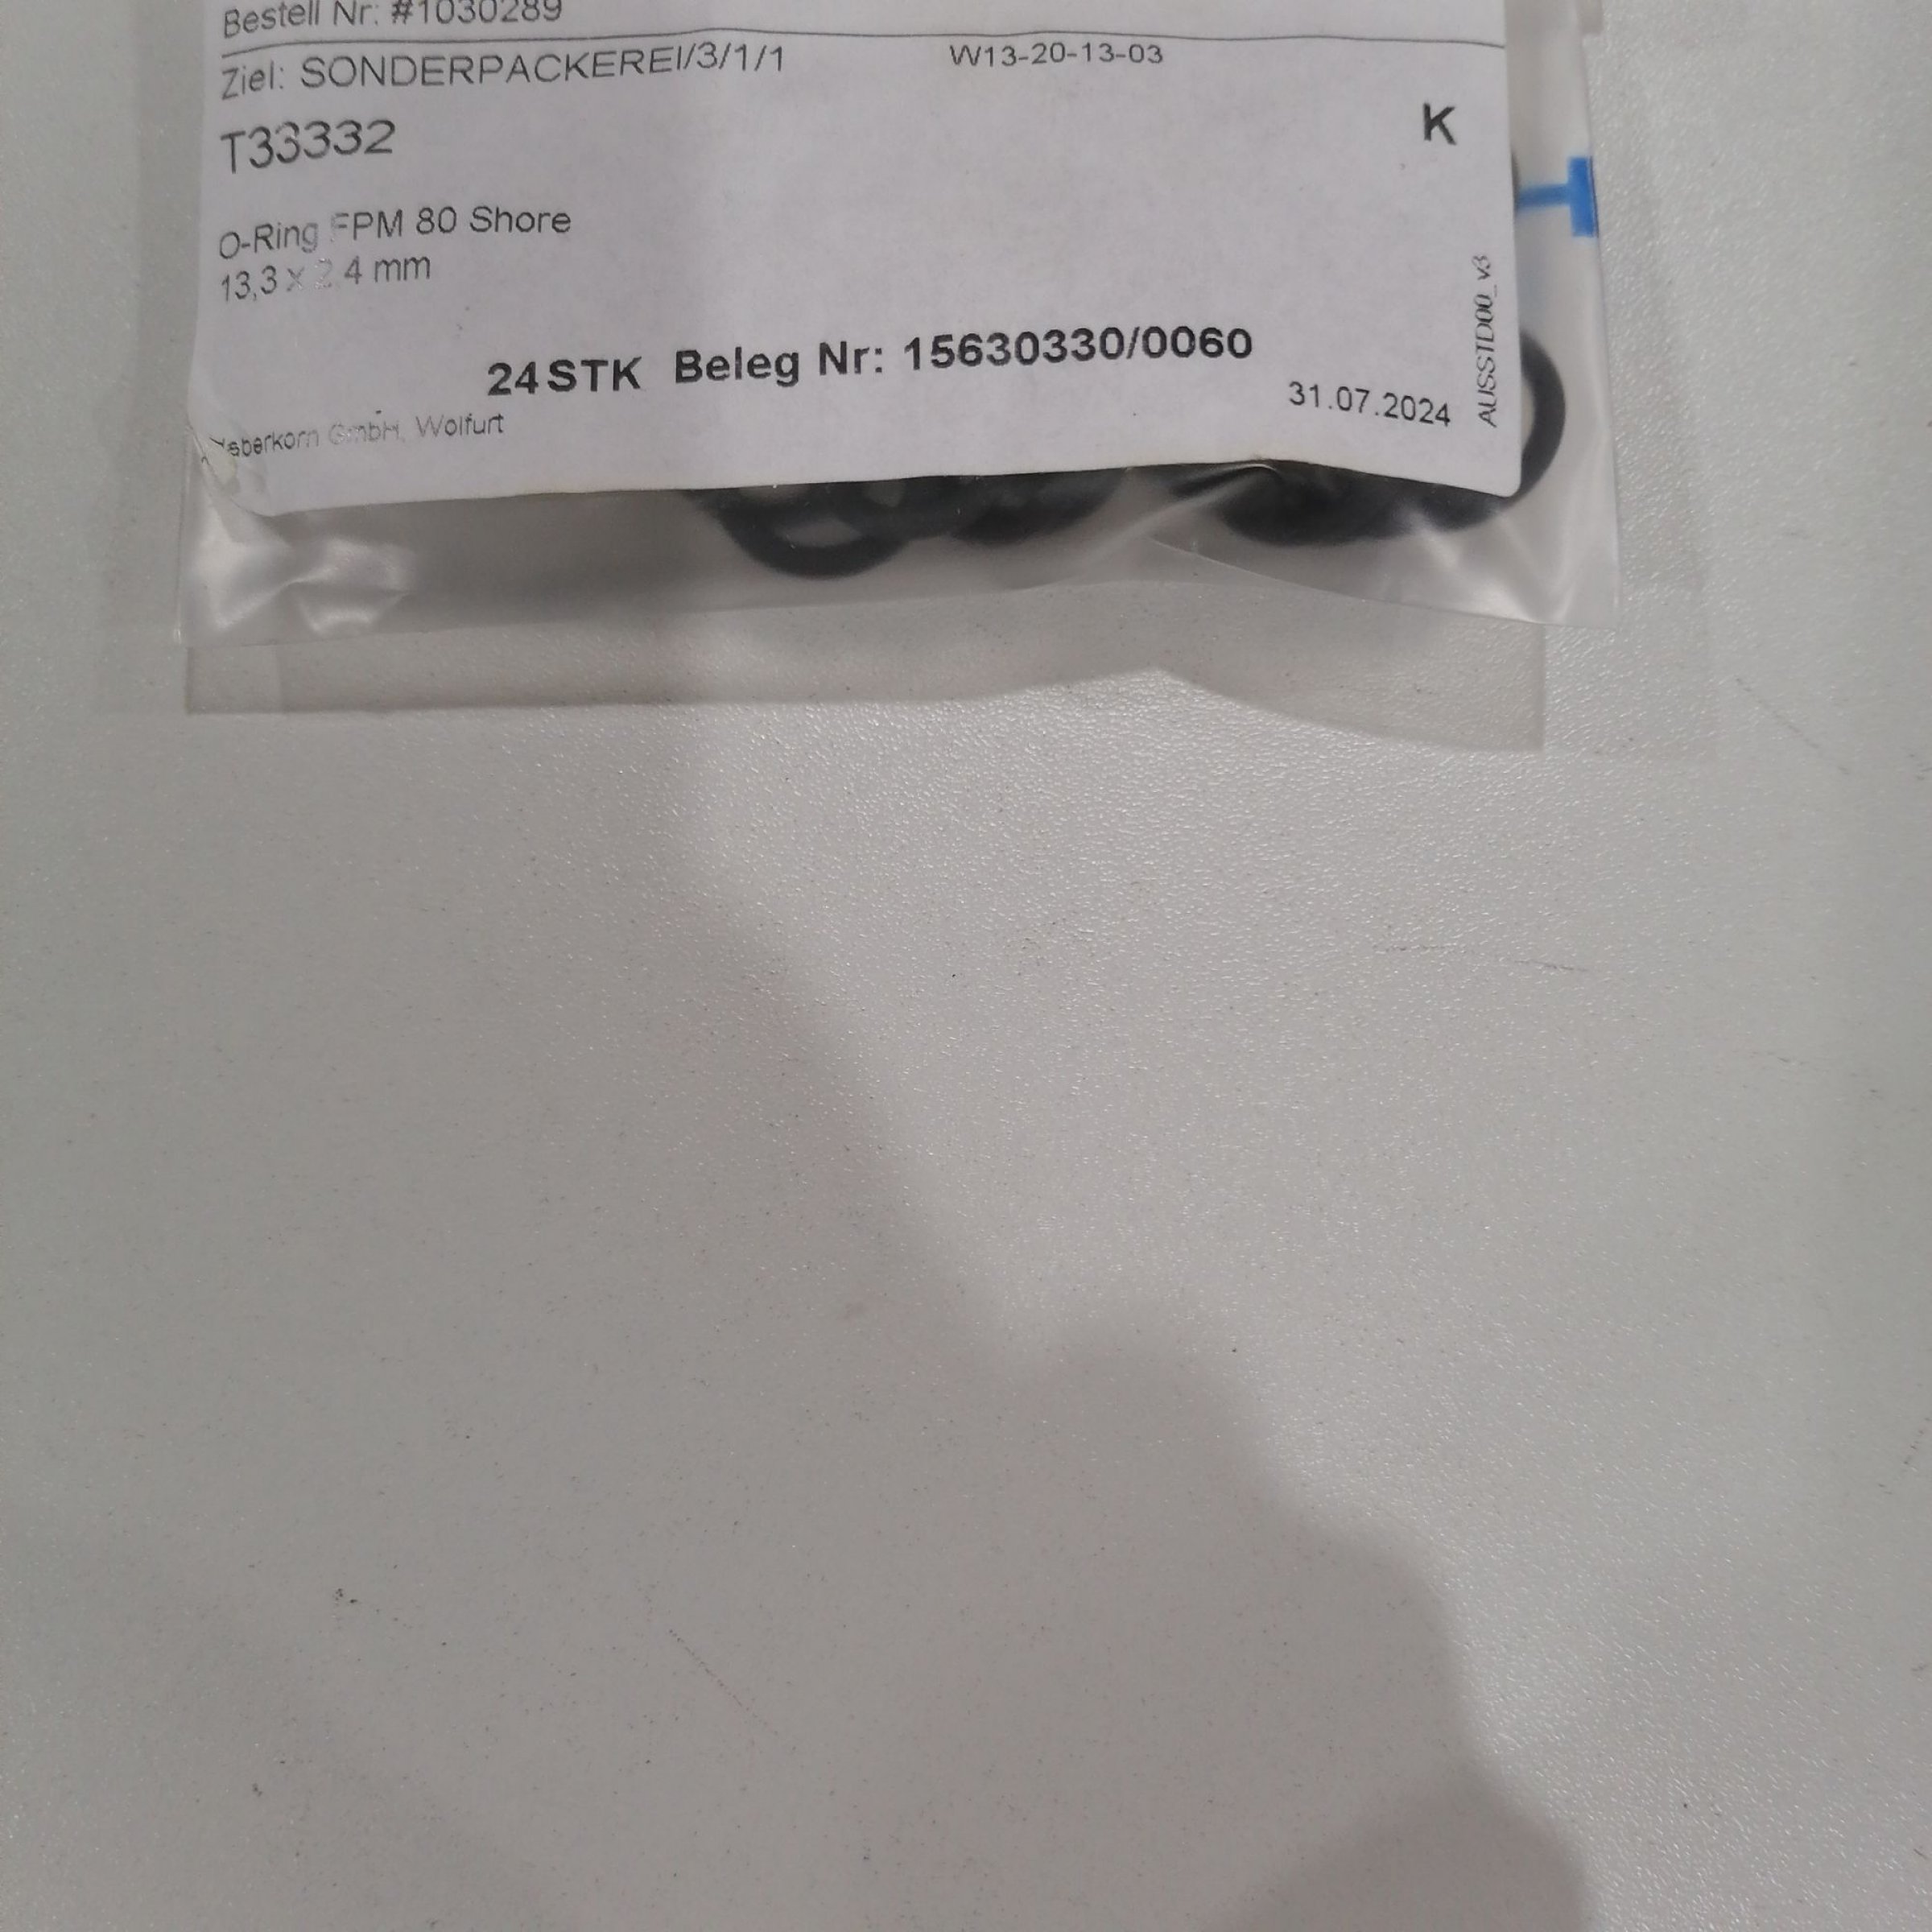 Bestell Nr: #1030289
Ziel: SONDERPACKEREI/3/1/1 W13-20-13-03
T33332 K
O-Ring FPM 80 Shore
13,3 x 2,4 mm
24 STK Beleg Nr: 15630330/0060
31.07.2024
GmbH, Wolfurt
AUSSTD00_v3